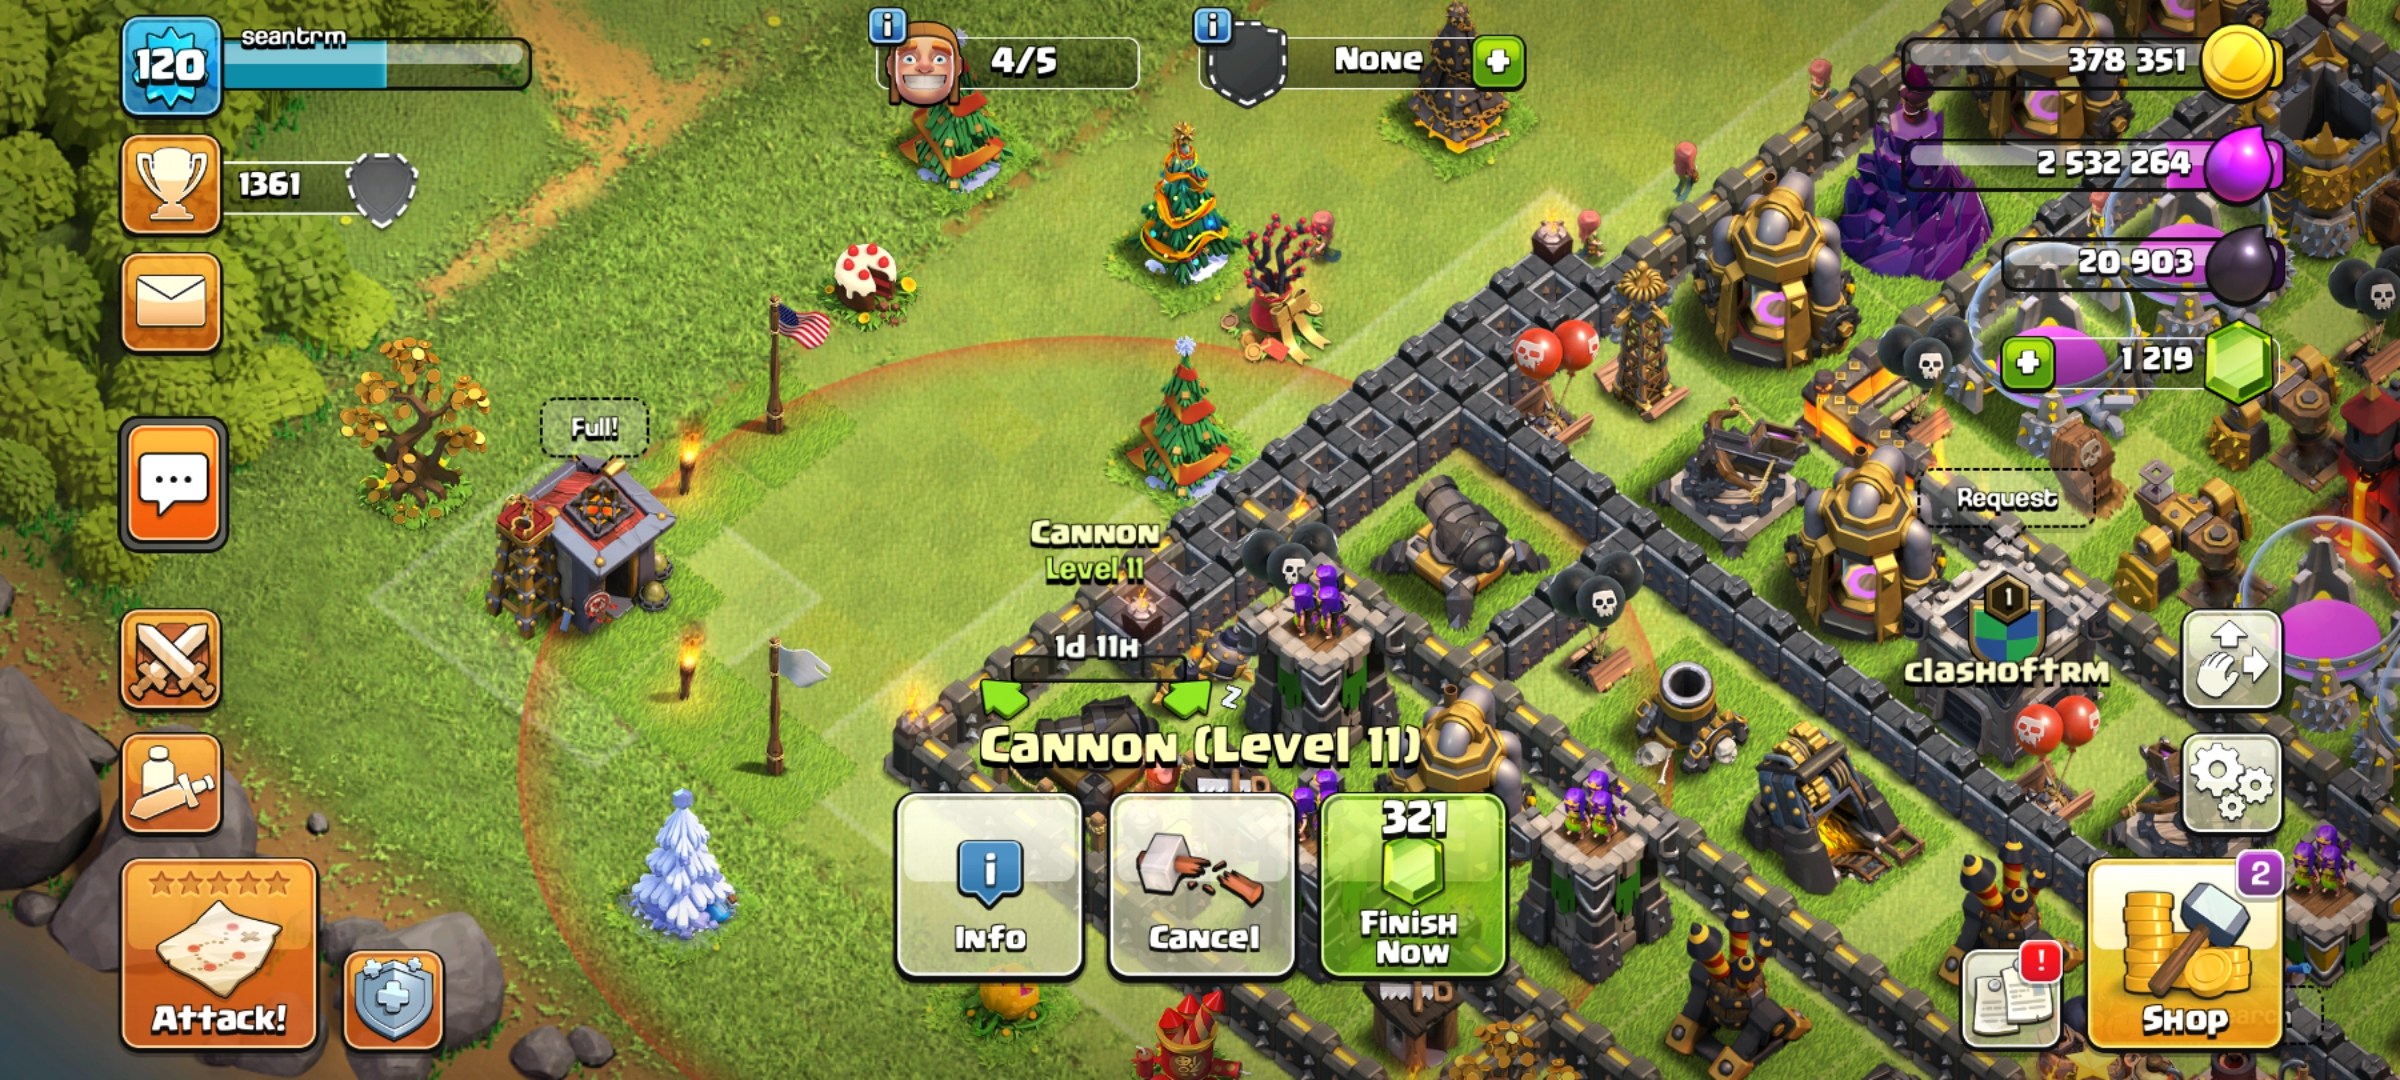 120
seantrm
4/5
None
378 351
1361
2 532 264
20 903
1 219
Full!
Request
Cannon
Level 11
1
1d 11h
clashoftrm
z
Cannon (Level 11)
321
Info
Cancel
Finish
Now
Attack!
2
!
Shop